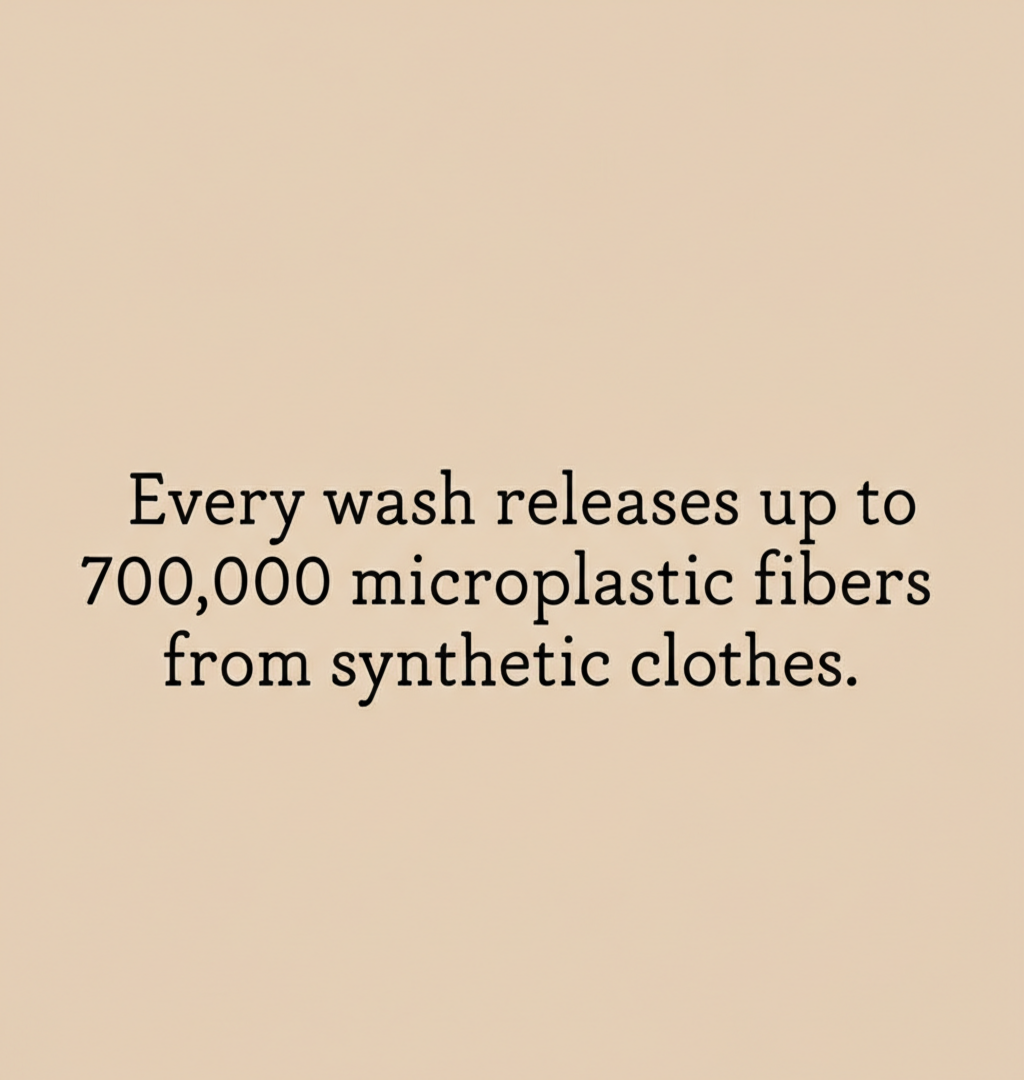 Every wash releases up to
700,000 microplastic fibers
from synthetic clothes.